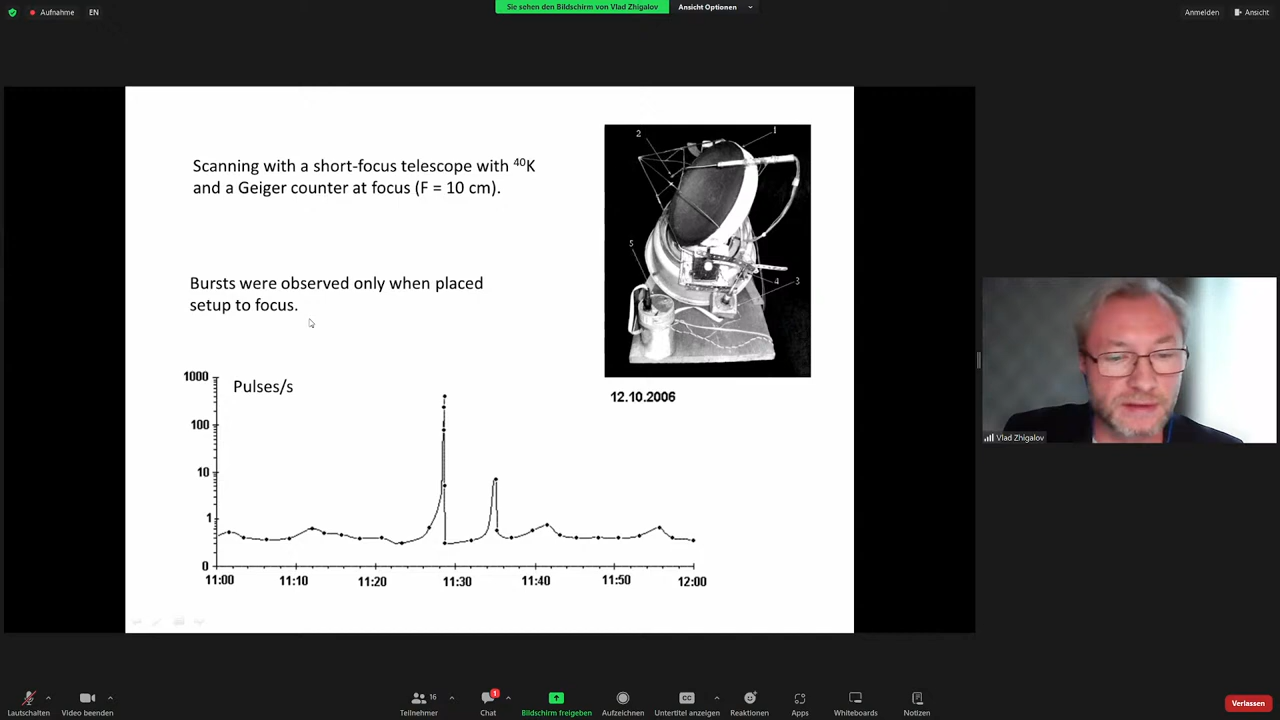 Aufnahme
EN
Sie sehen den Bildschirm von Vlad Zhigalov
Ansicht Optionen
Anmelden
Ansicht
Scanning with a short-focus telescope with ⁴⁰K
and a Geiger counter at focus (F = 10 cm).
Bursts were observed only when placed
setup to focus.
1
2
5
4
3
12.10.2006
Pulses/s
1000
100
10
1
0
11:00
11:10
11:20
11:30
11:40
11:50
12:00
Vlad Zhigalov
Lautschalten
Video beenden
16
Teilnehmer
1
Chat
Bildschirm freigeben
Aufzeichnen
CC
Untertitel anzeigen
Reaktionen
Apps
Whiteboards
Notizen
Verlassen